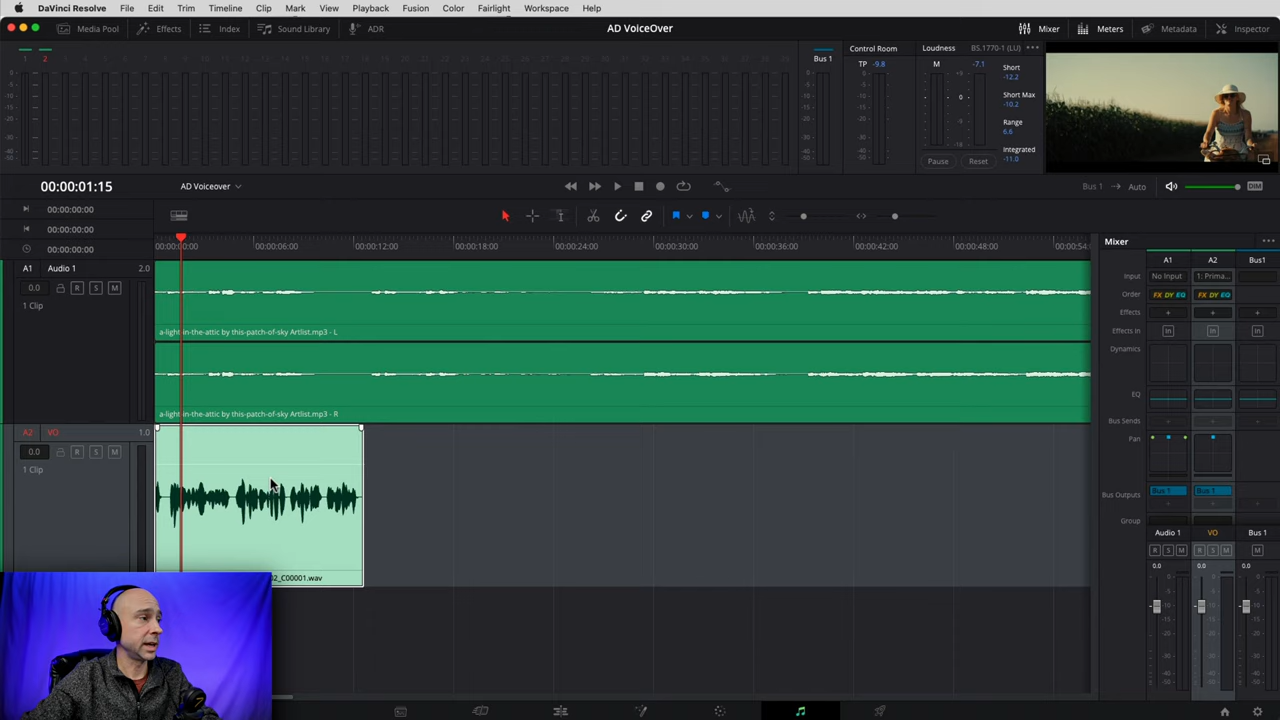 DaVinci Resolve File Edit Trim Timeline Clip Mark View Playback Fusion Color Fairlight Workspace Help
Media Pool Effects Index Sound Library ADR AD VoiceOver Mixer Meters Metadata Inspector
1 2 Bus 1 Control Room Loudness BS.1770-1 (LU)
TP -9.8 M -7.1 Short
-12.2
Short Max
-10.2
Range
6.6
Integrated
-11.0
Pause Reset
00:00:01:15 AD Voiceover Bus 1 Auto DIM
00:00:00:00
00:00:00:00
00:00:00:00
00:00:00:00 00:00:06:00 00:00:12:00 00:00:18:00 00:00:24:00 00:00:30:00 00:00:36:00 00:00:42:00 00:00:48:00 00:00:54:
Mixer
A1 Audio 1 2.0
0.0 R S M
1 Clip
a-light-in-the-attic by this-patch-of-sky Artlist.mp3 - L
a-light-in-the-attic by this-patch-of-sky Artlist.mp3 - R
A2 VO 1.0
0.0 R S M
1 Clip
02_C00001.wav
A1 A2 Bus1
Input No Input 1: Prima...
Order FX DY EQ FX DY EQ
Effects + + +
Effects In
Dynamics
EQ
Bus Sends
Pan
Bus Outputs Bus 1 Bus 1
Group
Audio 1 VO Bus 1
R S M R S M M
0.0 0.0 0.0